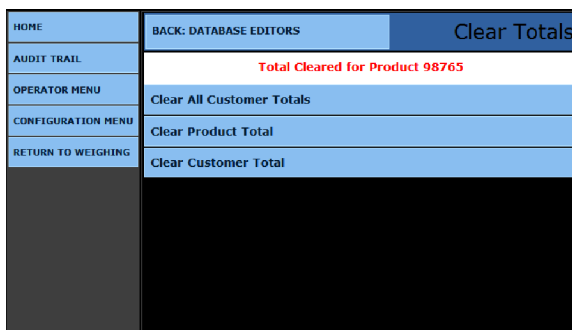 HOME
AUDIT TRAIL
OPERATOR MENU
CONFIGURATION MENU
RETURN TO WEIGHING
BACK: DATABASE EDITORS
Clear Totals
Total Cleared for Product 98765
Clear All Customer Totals
Clear Product Total
Clear Customer Total